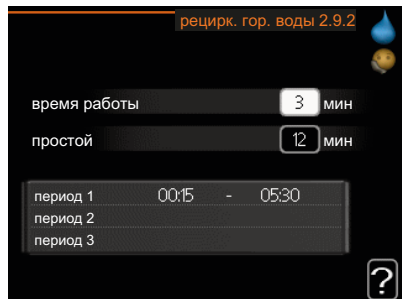 рецирк. гор. воды 2.9.2
время работы 3 мин
простой 12 мин
период 1 00:15 - 05:30
период 2
период 3
?